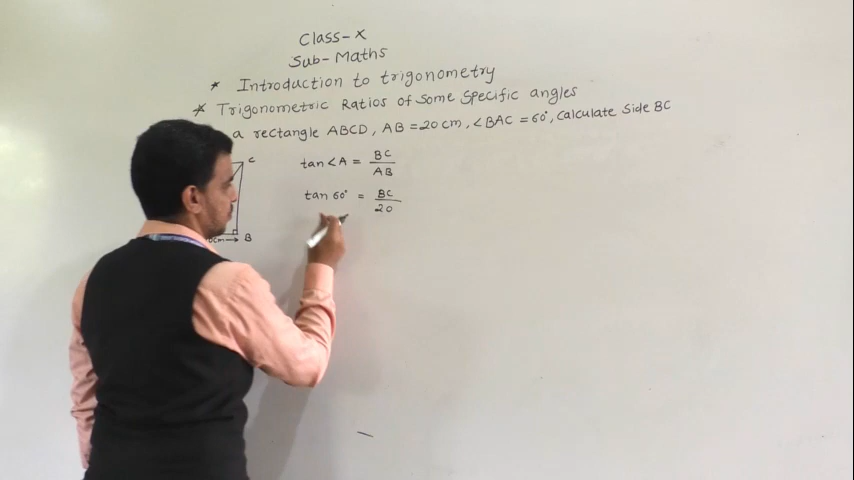 Class-X
Sub-Maths
* Introduction to trigonometry
* Trigonometric Ratios of Some Specific angles
a rectangle ABCD, AB = 20 cm, ∠BAC = 60°, Calculate Side BC
C
tan∠A = BC/AB
tan 60° = BC/20
cm → B